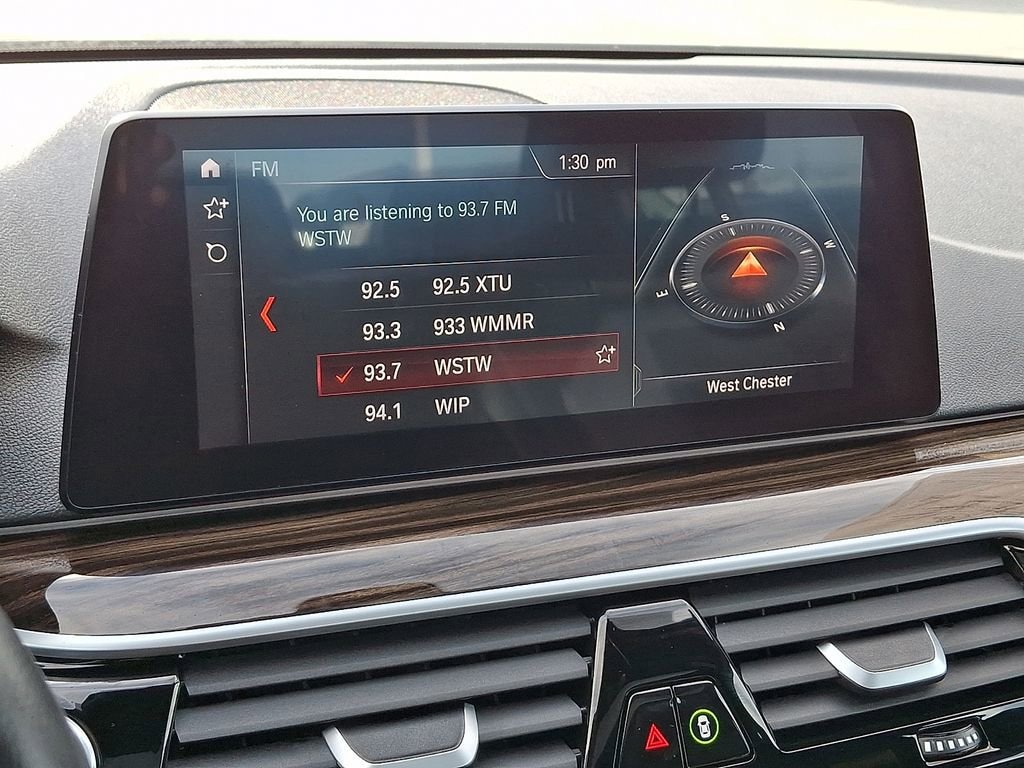 FM
1:30 pm
You are listening to 93.7 FM
WSTW
92.5 92.5 XTU
93.3 933 WMMR
93.7 WSTW
94.1 WIP
S
W
E
N
West Chester